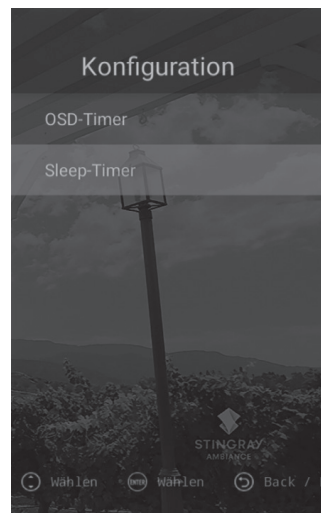 Konfiguration
OSD-Timer
Sleep-Timer
STINGRAY
AMBIANCE
Wählen ENTER Wählen Back /